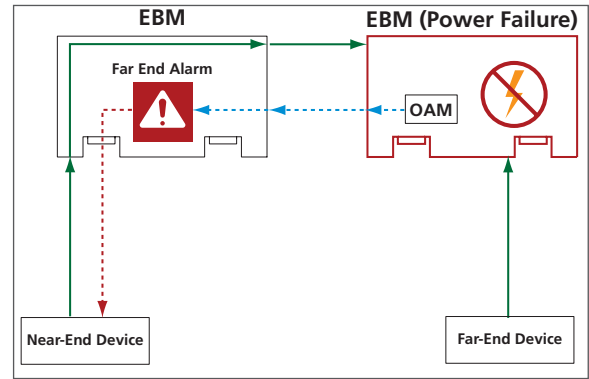 EBM
EBM (Power Failure)
Far End Alarm
OAM
Near-End Device
Far-End Device